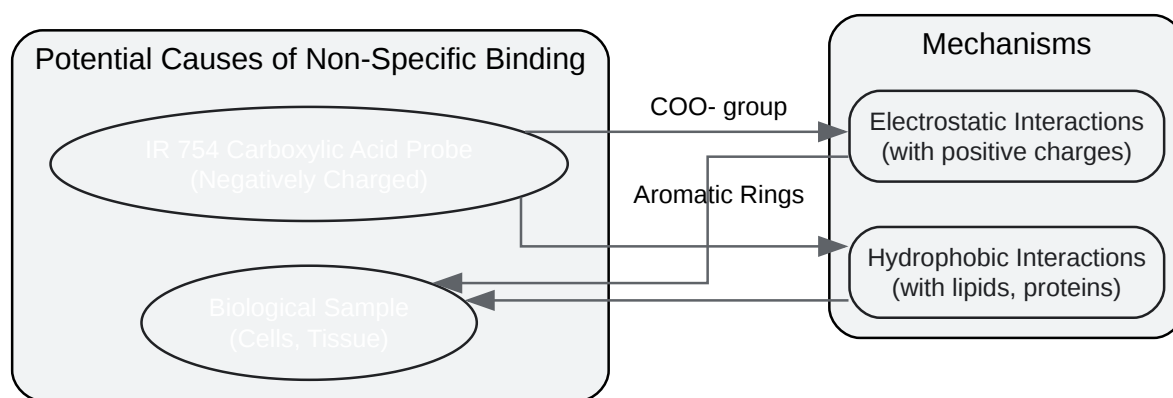 Potential Causes of Non-Specific Binding
IR 754 Carboxylic Acid Probe
(Negatively Charged)
Biological Sample
(Cells, Tissue)
COO- group
Aromatic Rings
Mechanisms
Electrostatic Interactions
(with positive charges)
Hydrophobic Interactions
(with lipids, proteins)